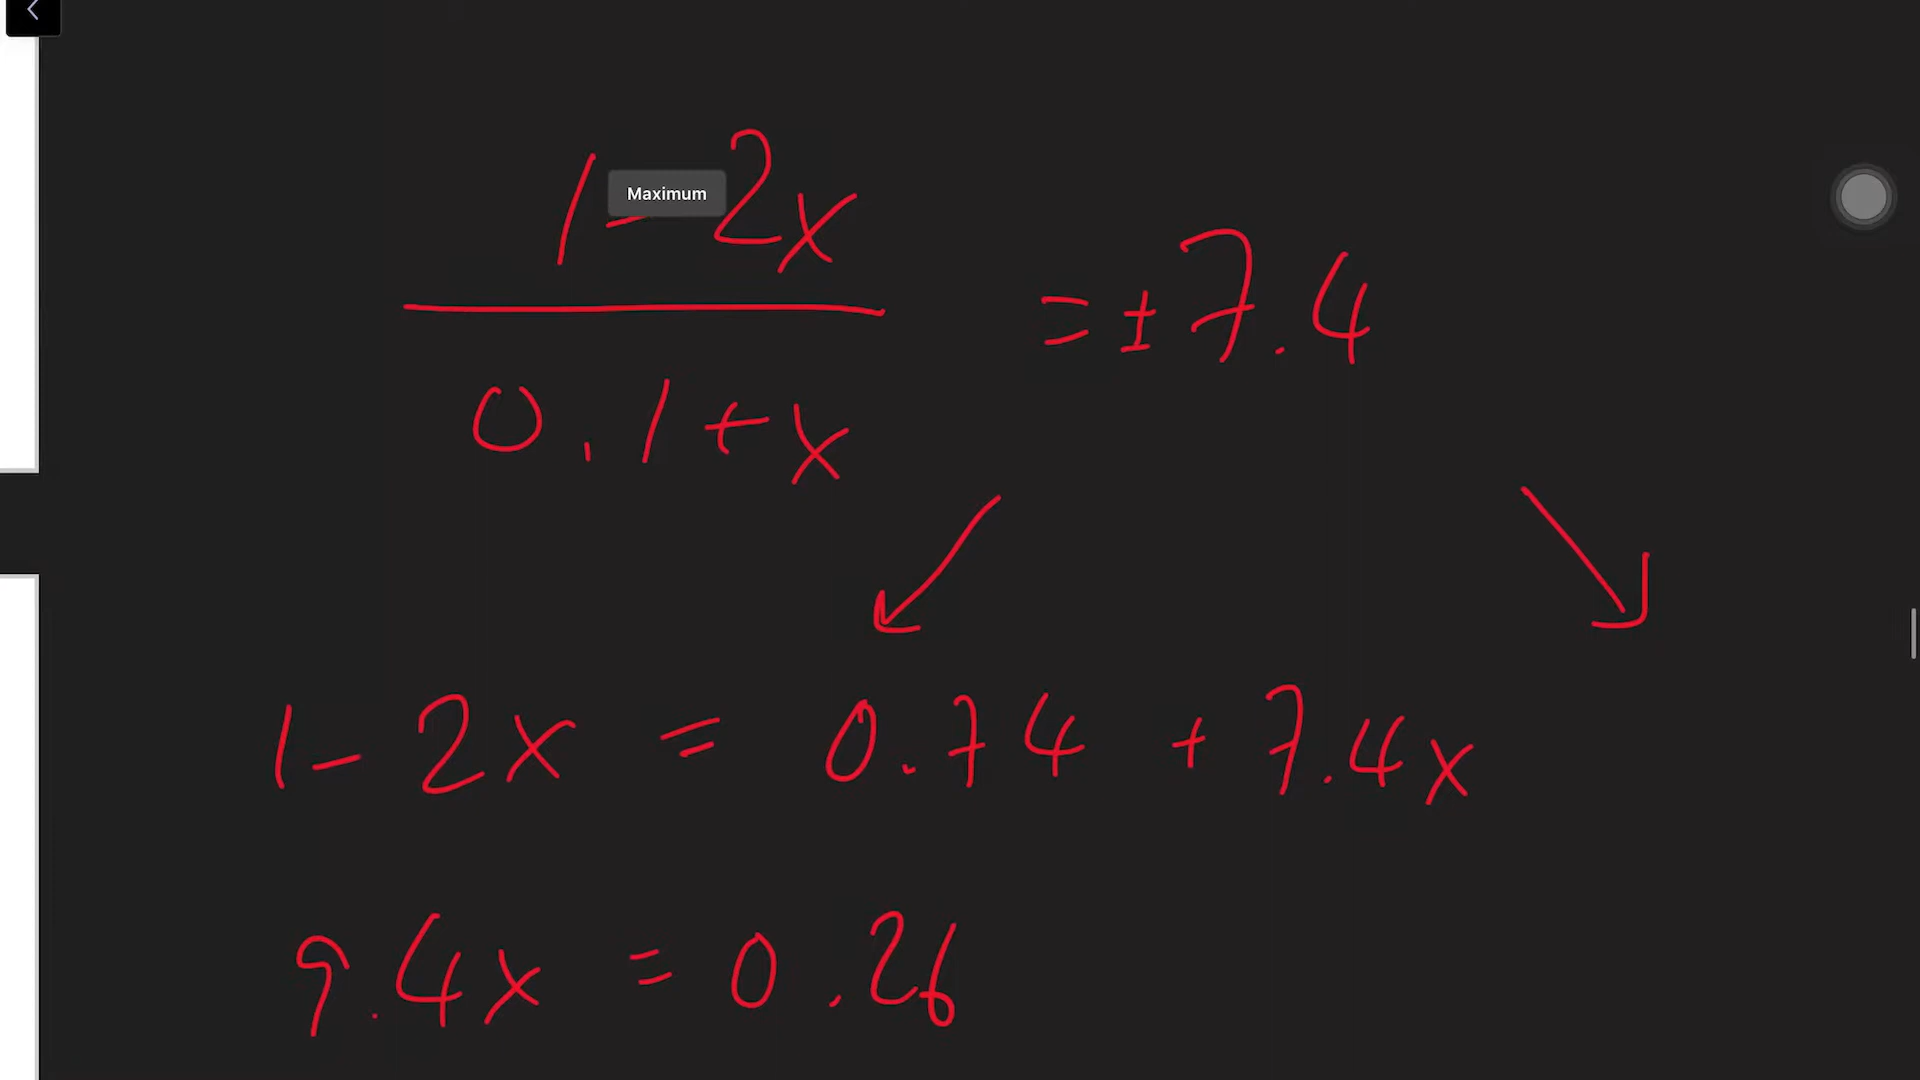 Maximum
1 - 2x
0.1 + x
= ± 7.4
1 - 2x = 0.74 + 7.4x
9.4x = 0.26